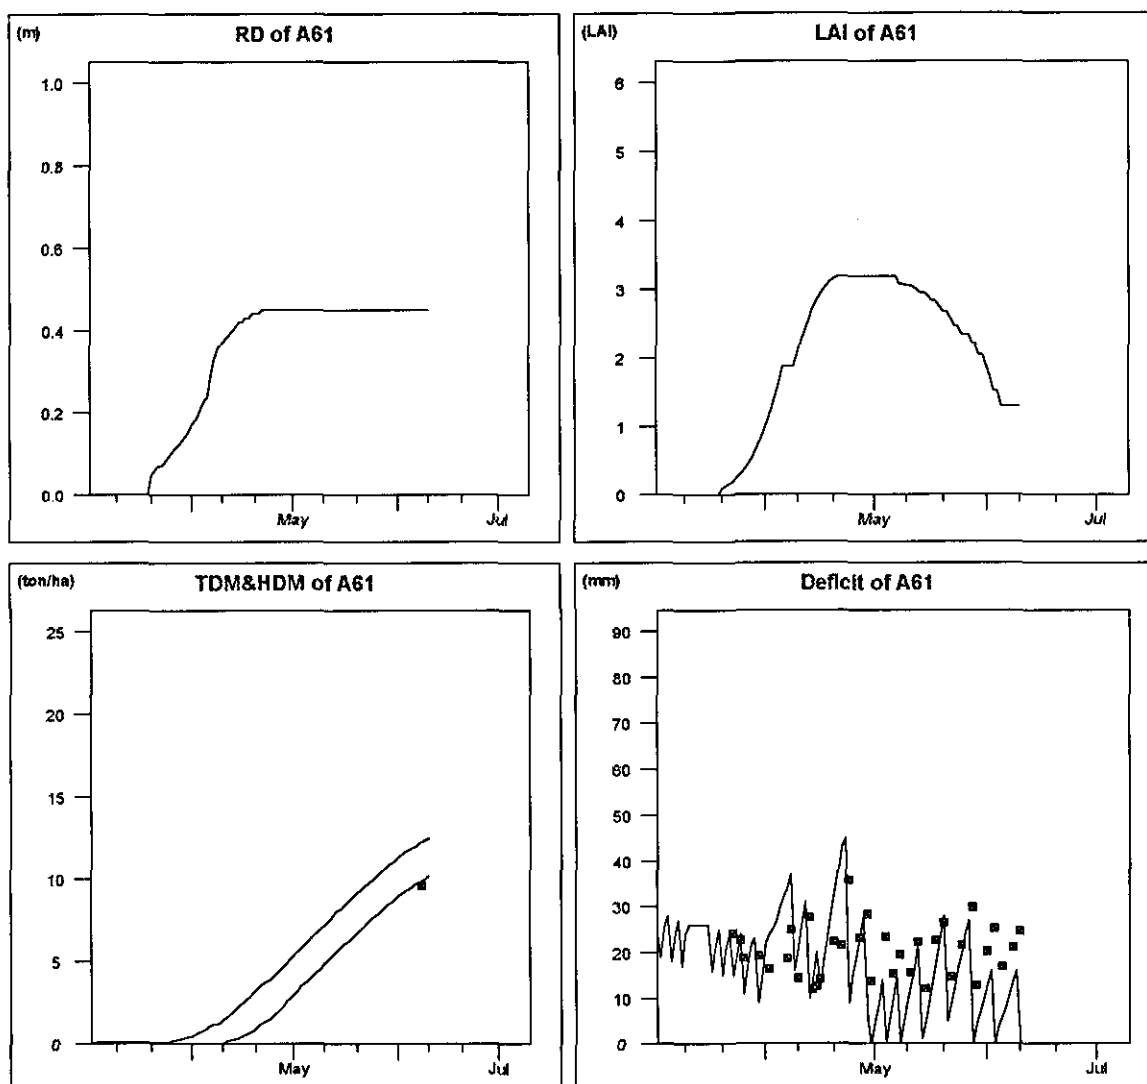 (m)
RD of A61
1.0
0.8
0.6
0.4
0.2
0.0
May
Jul
(LAI)
LAI of A61
6
5
4
3
2
1
0
May
Jul
(ton/ha)
TDM&HDM of A61
25
20
15
10
5
0
May
Jul
(mm)
Deficit of A61
90
80
70
60
50
40
30
20
10
0
May
Jul